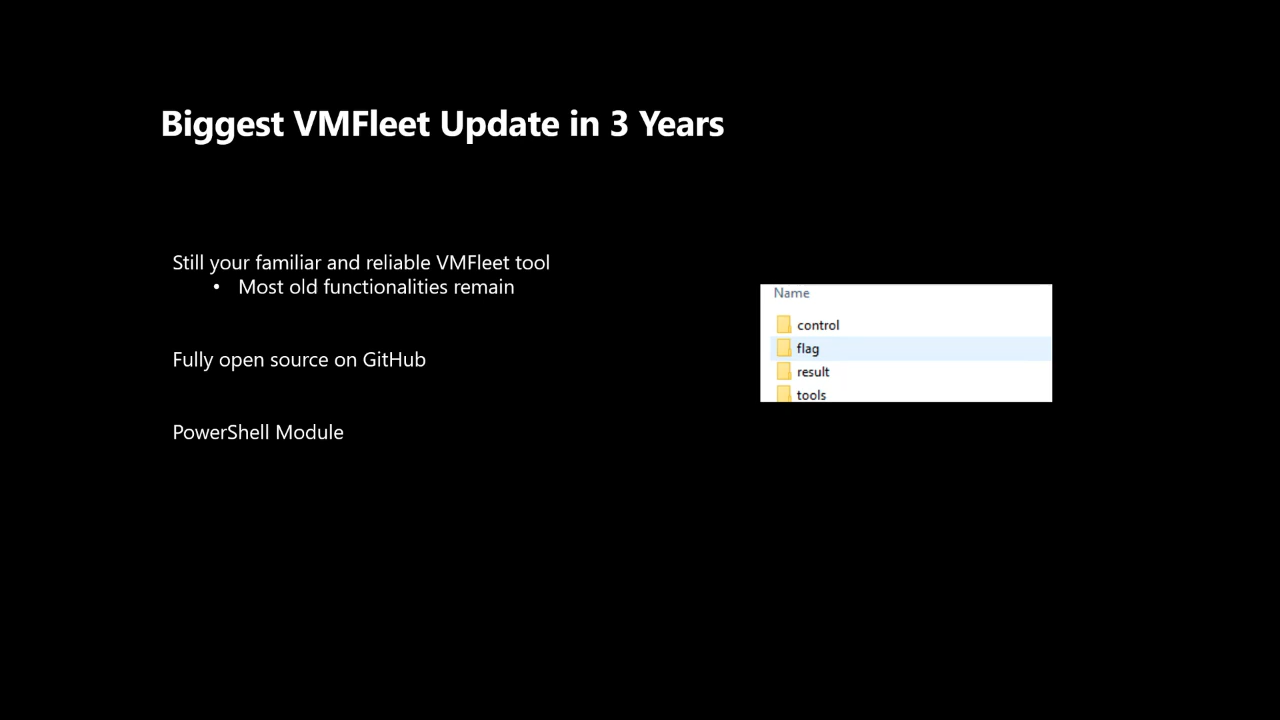 Biggest VMFleet Update in 3 Years
Still your familiar and reliable VMFleet tool
• Most old functionalities remain
Fully open source on GitHub
PowerShell Module
Name
control
flag
result
tools